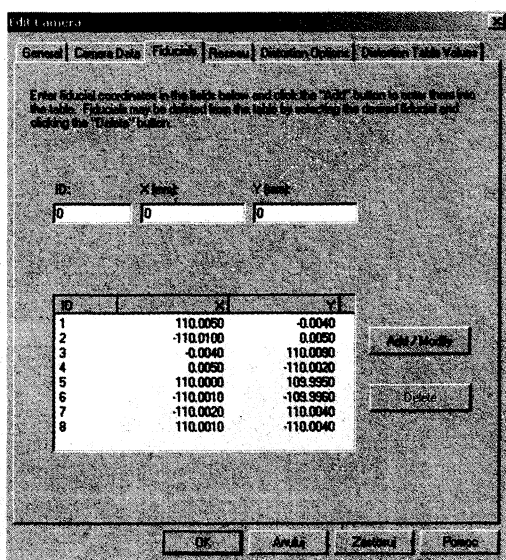 Edit Camera
General Camera Data Fiducials Reseau Distortion Options Distortion Table Values
Enter fiducial coordinates in the fields below and click the "Add" button to enter them into
the table. Fiducials may be deleted from the table by selecting the desired fiducial and
clicking the "Delete" button.
ID: X (mm): Y (mm):
0 0 0
ID X Y
1 110.0050 -0.0040
2 -110.0100 0.0050
3 -0.0040 110.0090
4 0.0050 -110.0020
5 110.0000 109.9950
6 -110.0010 -109.9960
7 -110.0020 110.0040
8 110.0010 -110.0040
Add / Modify
Delete
OK Anuluj Zastosuj Pomoc